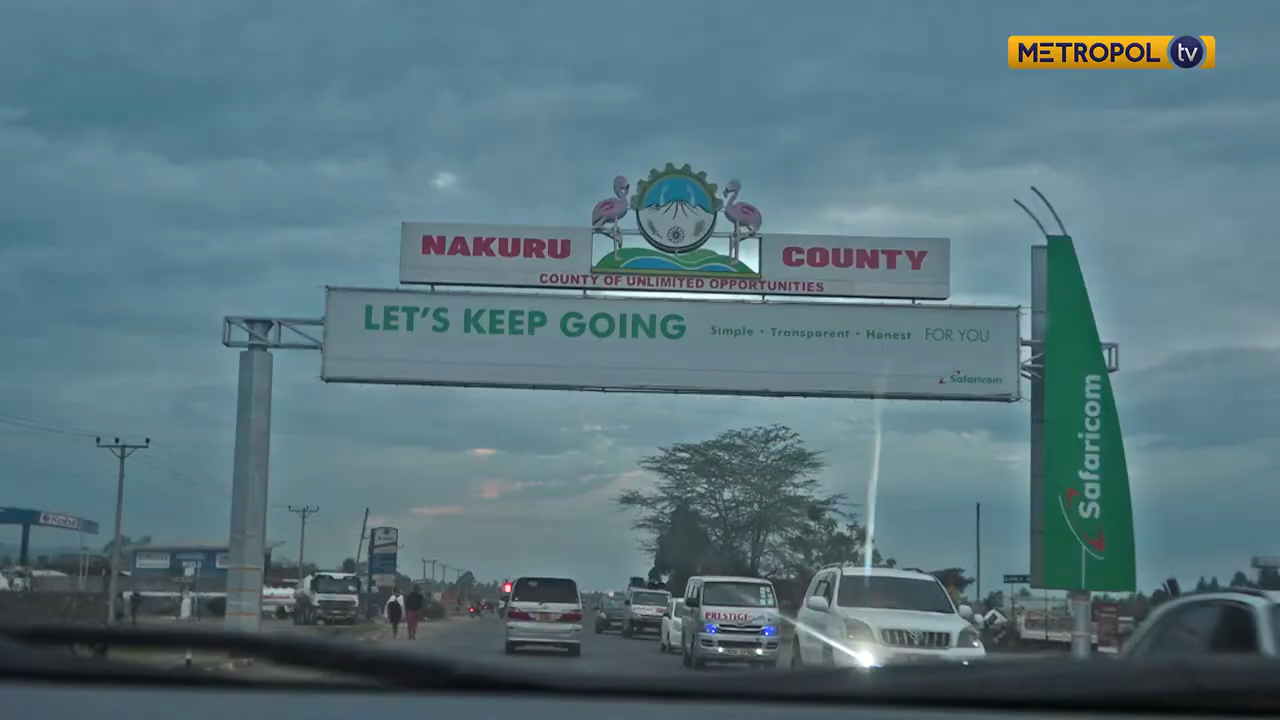 METROPOL tv
NAKURU COUNTY
COUNTY OF UNLIMITED OPPORTUNITIES
LET'S KEEP GOING Simple · Transparent · Honest FOR YOU
Safaricom
Safaricom
Kobil
PRESTIGE